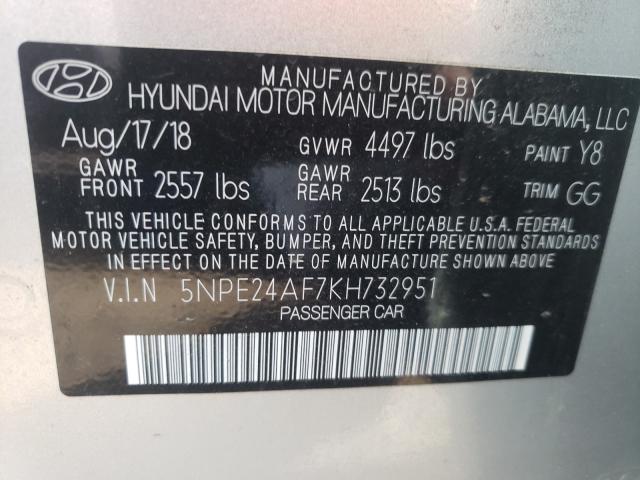 MANUFACTURED BY
HYUNDAI MOTOR MANUFACTURING ALABAMA, LLC
Aug/17/18 GVWR 4497 lbs PAINT Y8
GAWR FRONT 2557 lbs GAWR REAR 2513 lbs TRIM GG
THIS VEHICLE CONFORMS TO ALL APPLICABLE U.S.A. FEDERAL
MOTOR VEHICLE SAFETY, BUMPER, AND THEFT PREVENTION STANDARDS
IN EFFECT ON THE DATE OF MANUFACTURE SHOWN ABOVE.
V.I.N 5NPE24AF7KH732951
PASSENGER CAR